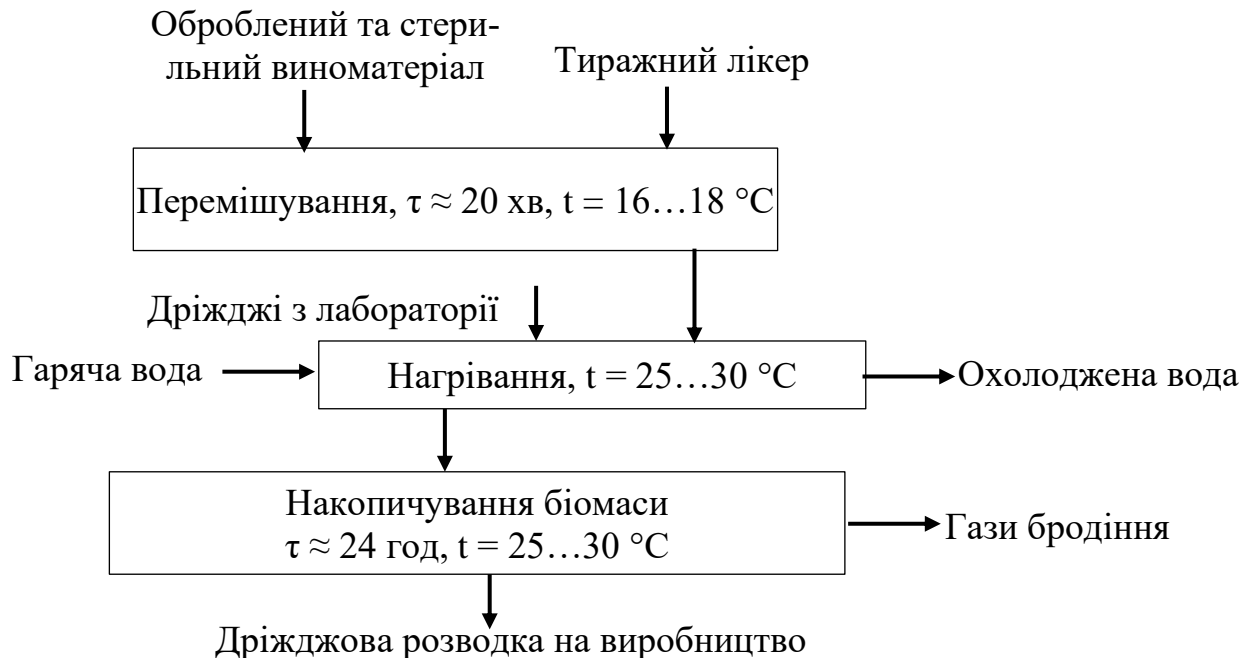 Оброблений та стери-
льний виноматеріал
Тиражний лікер
Перемішування, τ ≈ 20 хв, t = 16…18 °C
Дріжджі з лабораторії
Гаряча вода
Нагрівання, t = 25…30 °C
Охолоджена вода
Накопичування біомаси
τ ≈ 24 год, t = 25…30 °C
Гази бродіння
Дріжджова розводка на виробництво